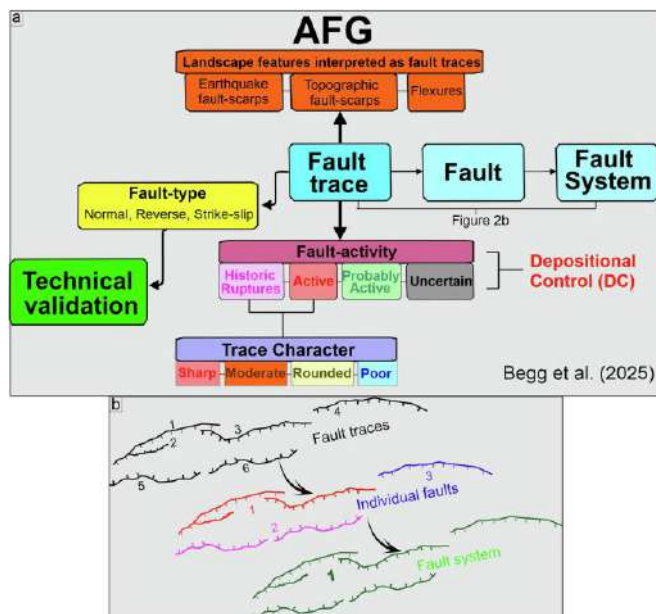 a
AFG
Landscape features interpreted as fault traces
Earthquake fault-scarps
Topographic fault-scarps
Flexures
Fault trace
Fault
Fault System
Fault-type
Normal, Reverse, Strike-slip
Figure 2b
Technical validation
Fault-activity
Historic Ruptures
Active
Probably Active
Uncertain
Depositional Control (DC)
Trace Character
Sharp
Moderate
Rounded
Poor
Begg et al. (2025)
b
1
2
3
4
5
6
Fault traces
1
2
3
Individual faults
1
Fault system